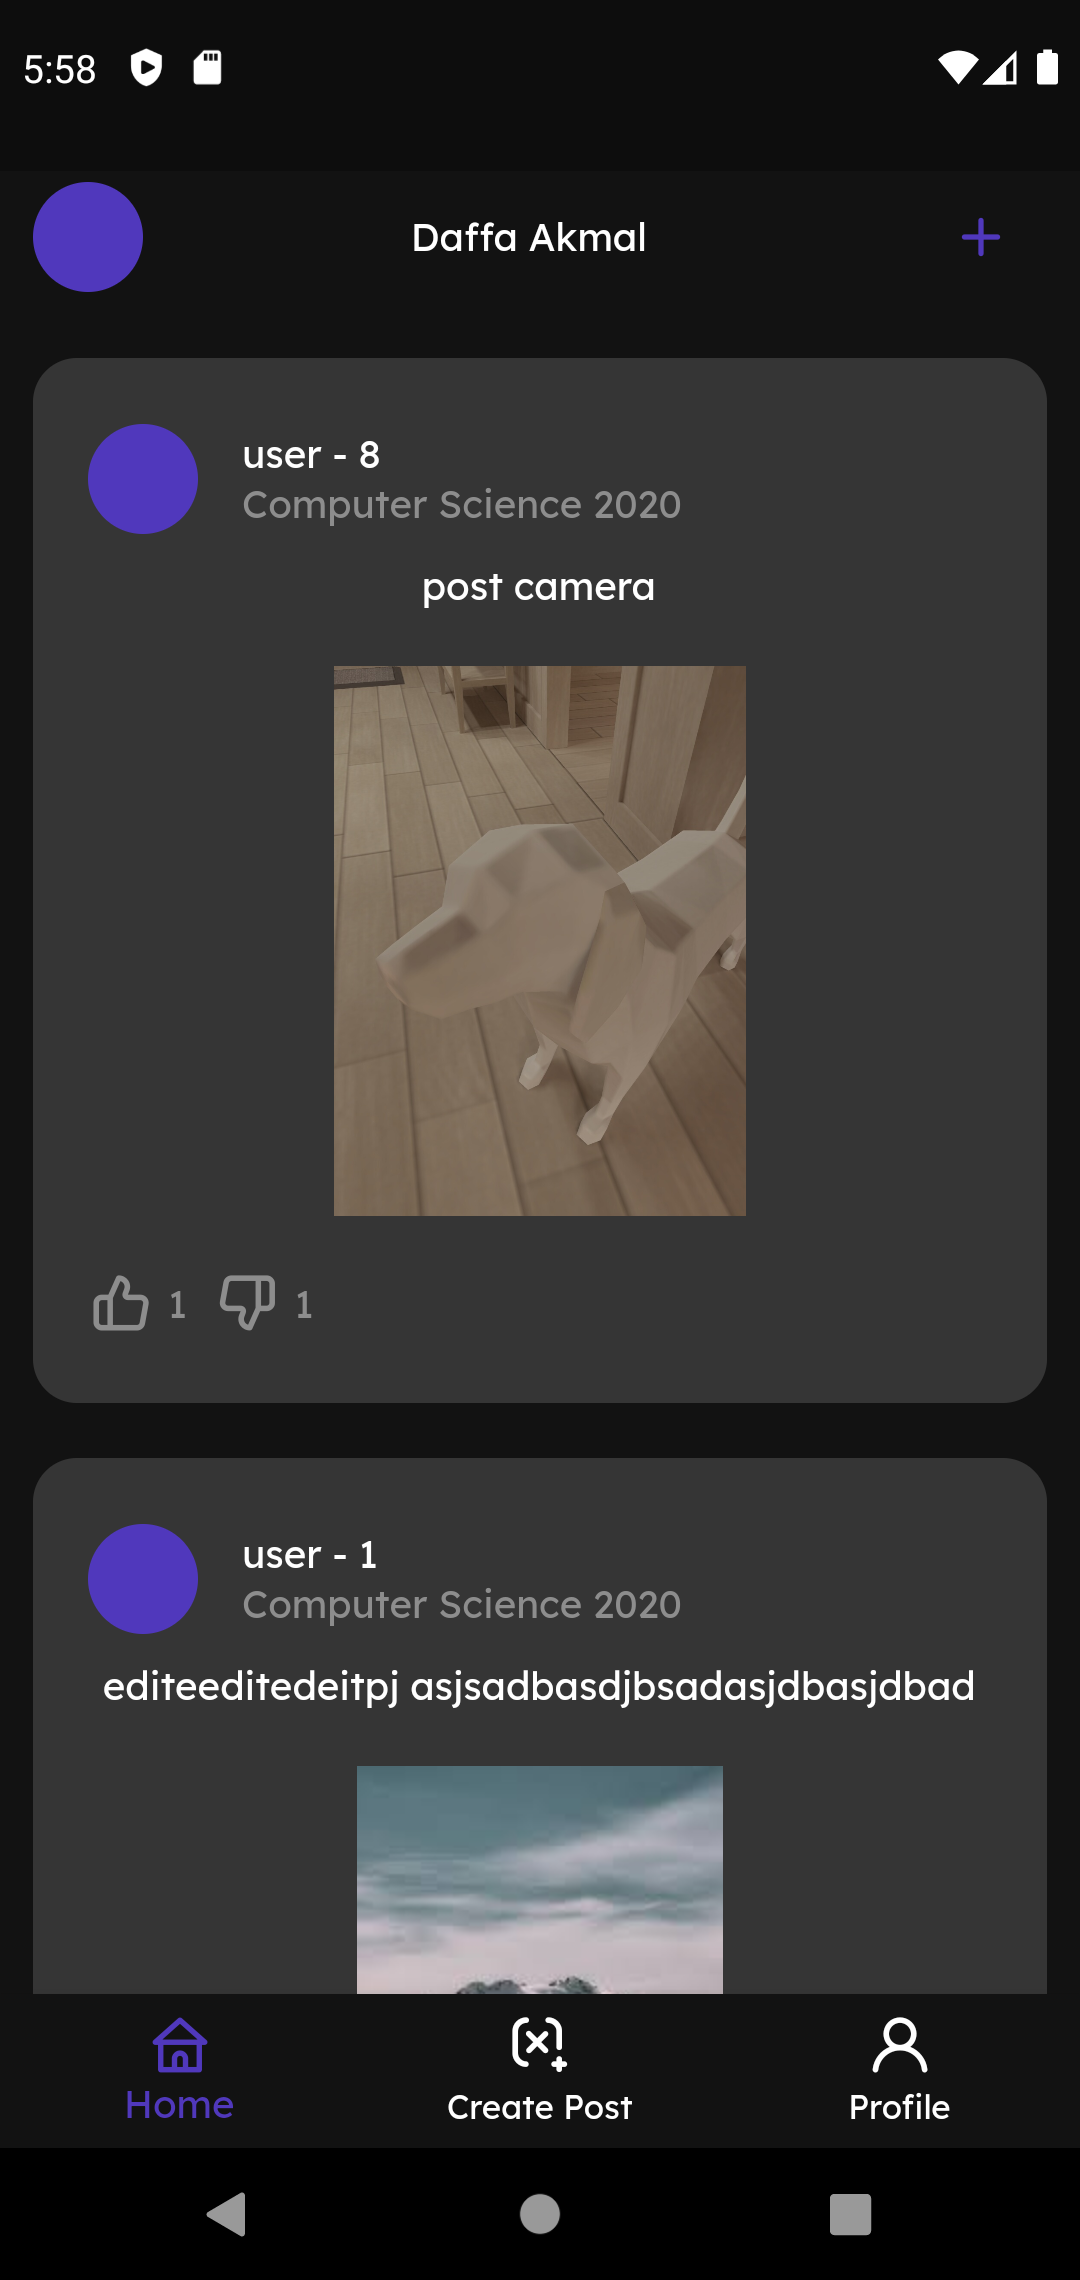 5:58
Daffa Akmal
user - 8
Computer Science 2020
post camera
1 1
user - 1
Computer Science 2020
editeeditedeitpj asjsadbasdjbsadasjdbasjdbad
Home Create Post Profile